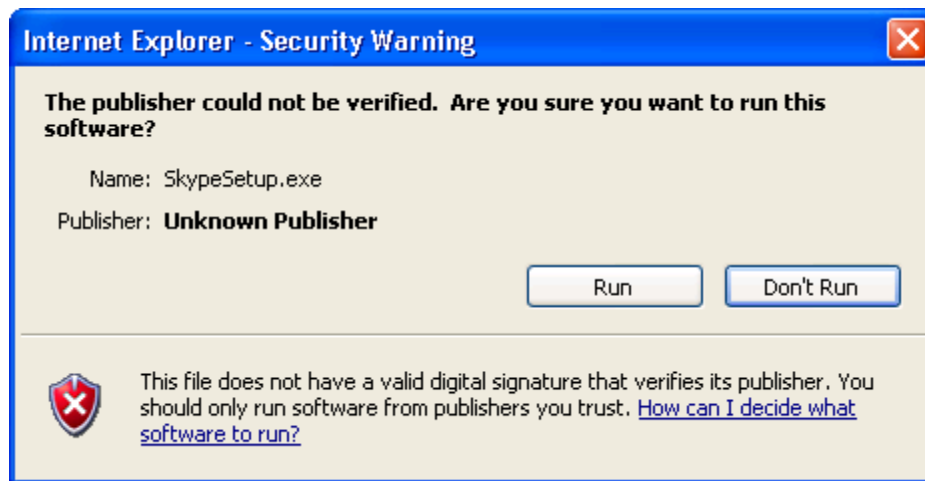 Internet Explorer - Security Warning
The publisher could not be verified.  Are you sure you want to run this
software?
Name: SkypeSetup.exe
Publisher: Unknown Publisher
Run
Don't Run
This file does not have a valid digital signature that verifies its publisher. You
should only run software from publishers you trust. How can I decide what
software to run?